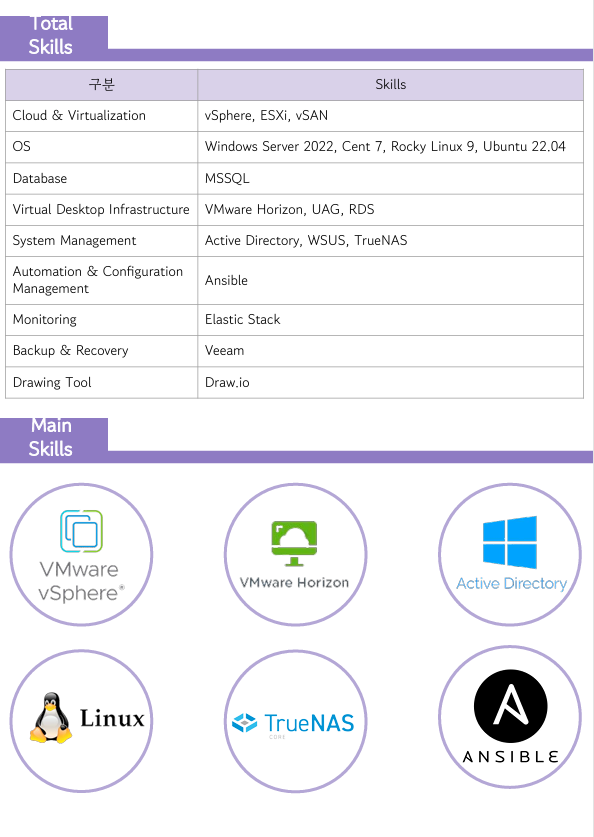 Total
Skills
구분 Skills
Cloud & Virtualization vSphere, ESXi, vSAN
OS Windows Server 2022, Cent 7, Rocky Linux 9, Ubuntu 22.04
Database MSSQL
Virtual Desktop Infrastructure VMware Horizon, UAG, RDS
System Management Active Directory, WSUS, TrueNAS
Automation & Configuration
Management Ansible
Monitoring Elastic Stack
Backup & Recovery Veeam
Drawing Tool Draw.io
Main
Skills
VMware
vSphere®
VMware Horizon
Active Directory
Linux
TrueNAS
CORE
ANSIBLE